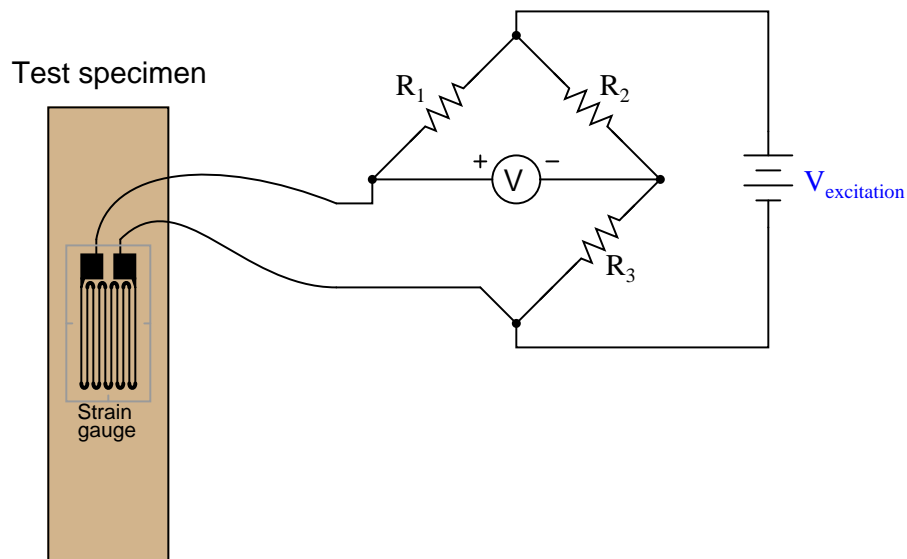 Test specimen
R1
R2
+
V
−
Vexcitation
R3
Strain
gauge